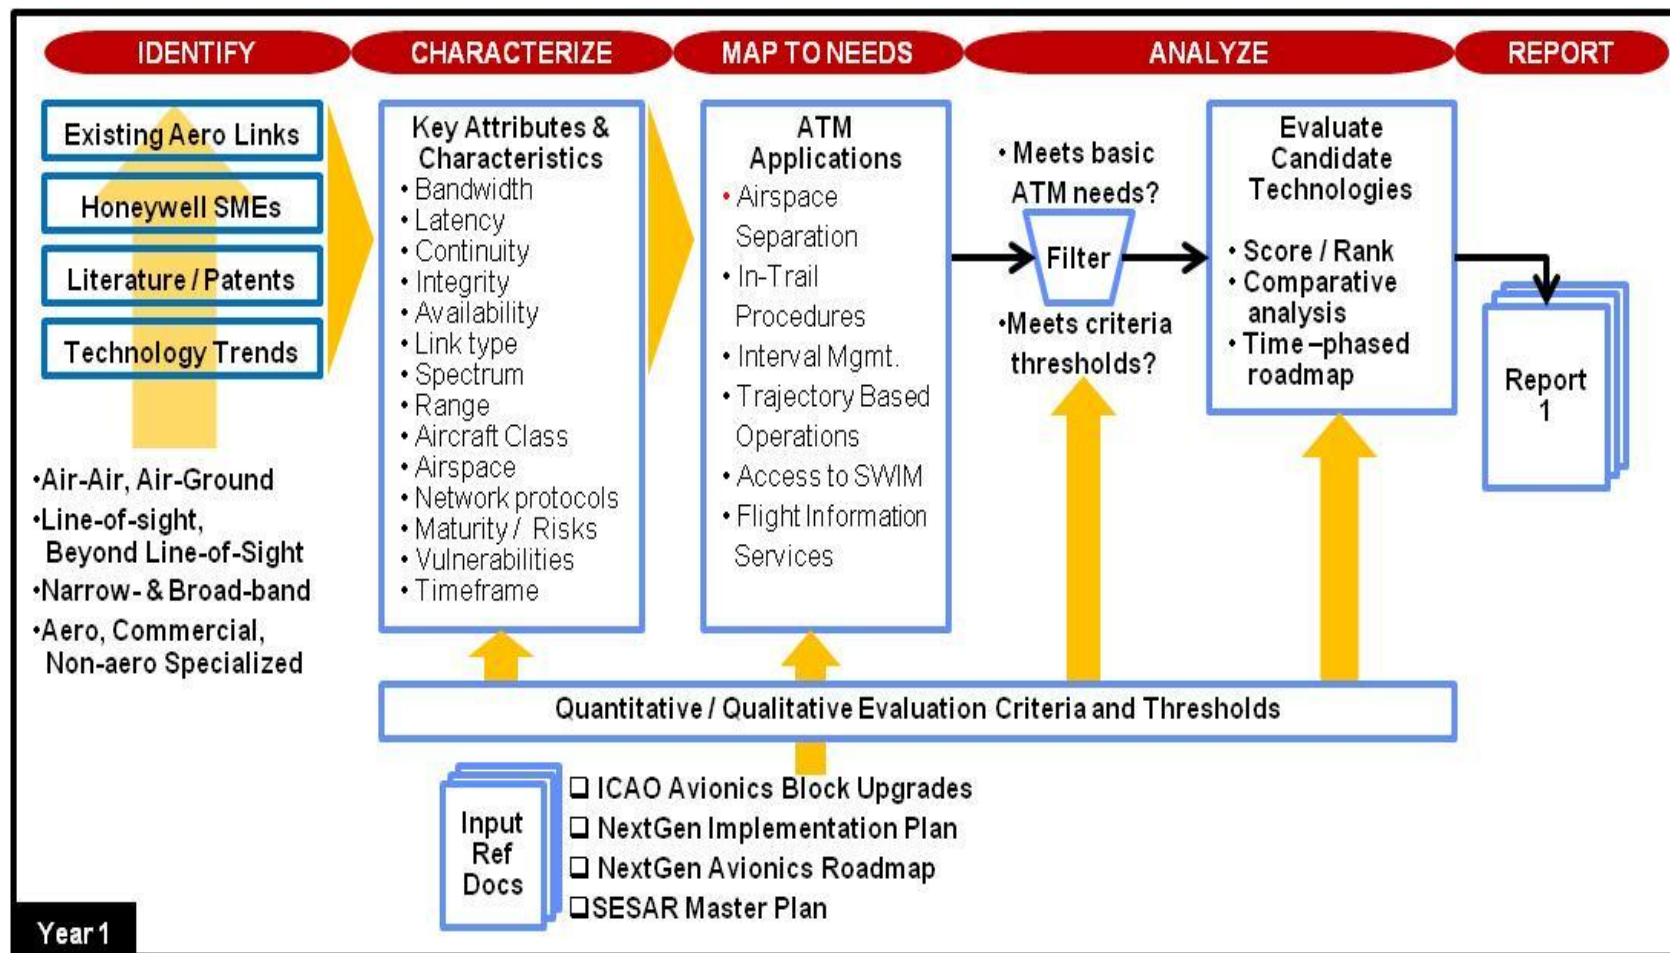 IDENTIFY
CHARACTERIZE
MAP TO NEEDS
ANALYZE
REPORT
Existing Aero Links
Honeywell SMEs
Literature / Patents
Technology Trends
•Air-Air, Air-Ground
•Line-of-sight,
Beyond Line-of-Sight
•Narrow- & Broad-band
•Aero, Commercial,
Non-aero Specialized
Key Attributes &
Characteristics
• Bandwidth
• Latency
• Continuity
• Integrity
• Availability
• Link type
• Spectrum
• Range
• Aircraft Class
• Airspace
• Network protocols
• Maturity / Risks
• Vulnerabilities
• Timeframe
ATM
Applications
• Airspace
Separation
• In-Trail
Procedures
• Interval Mgmt.
• Trajectory Based
Operations
• Access to SWIM
• Flight Information
Services
• Meets basic
ATM needs?
Filter
•Meets criteria
thresholds?
Evaluate
Candidate
Technologies
• Score / Rank
• Comparative
analysis
• Time –phased
roadmap
Report
1
Quantitative / Qualitative Evaluation Criteria and Thresholds
Input
Ref
Docs
❑ ICAO Avionics Block Upgrades
❑ NextGen Implementation Plan
❑ NextGen Avionics Roadmap
❑SESAR Master Plan
Year 1